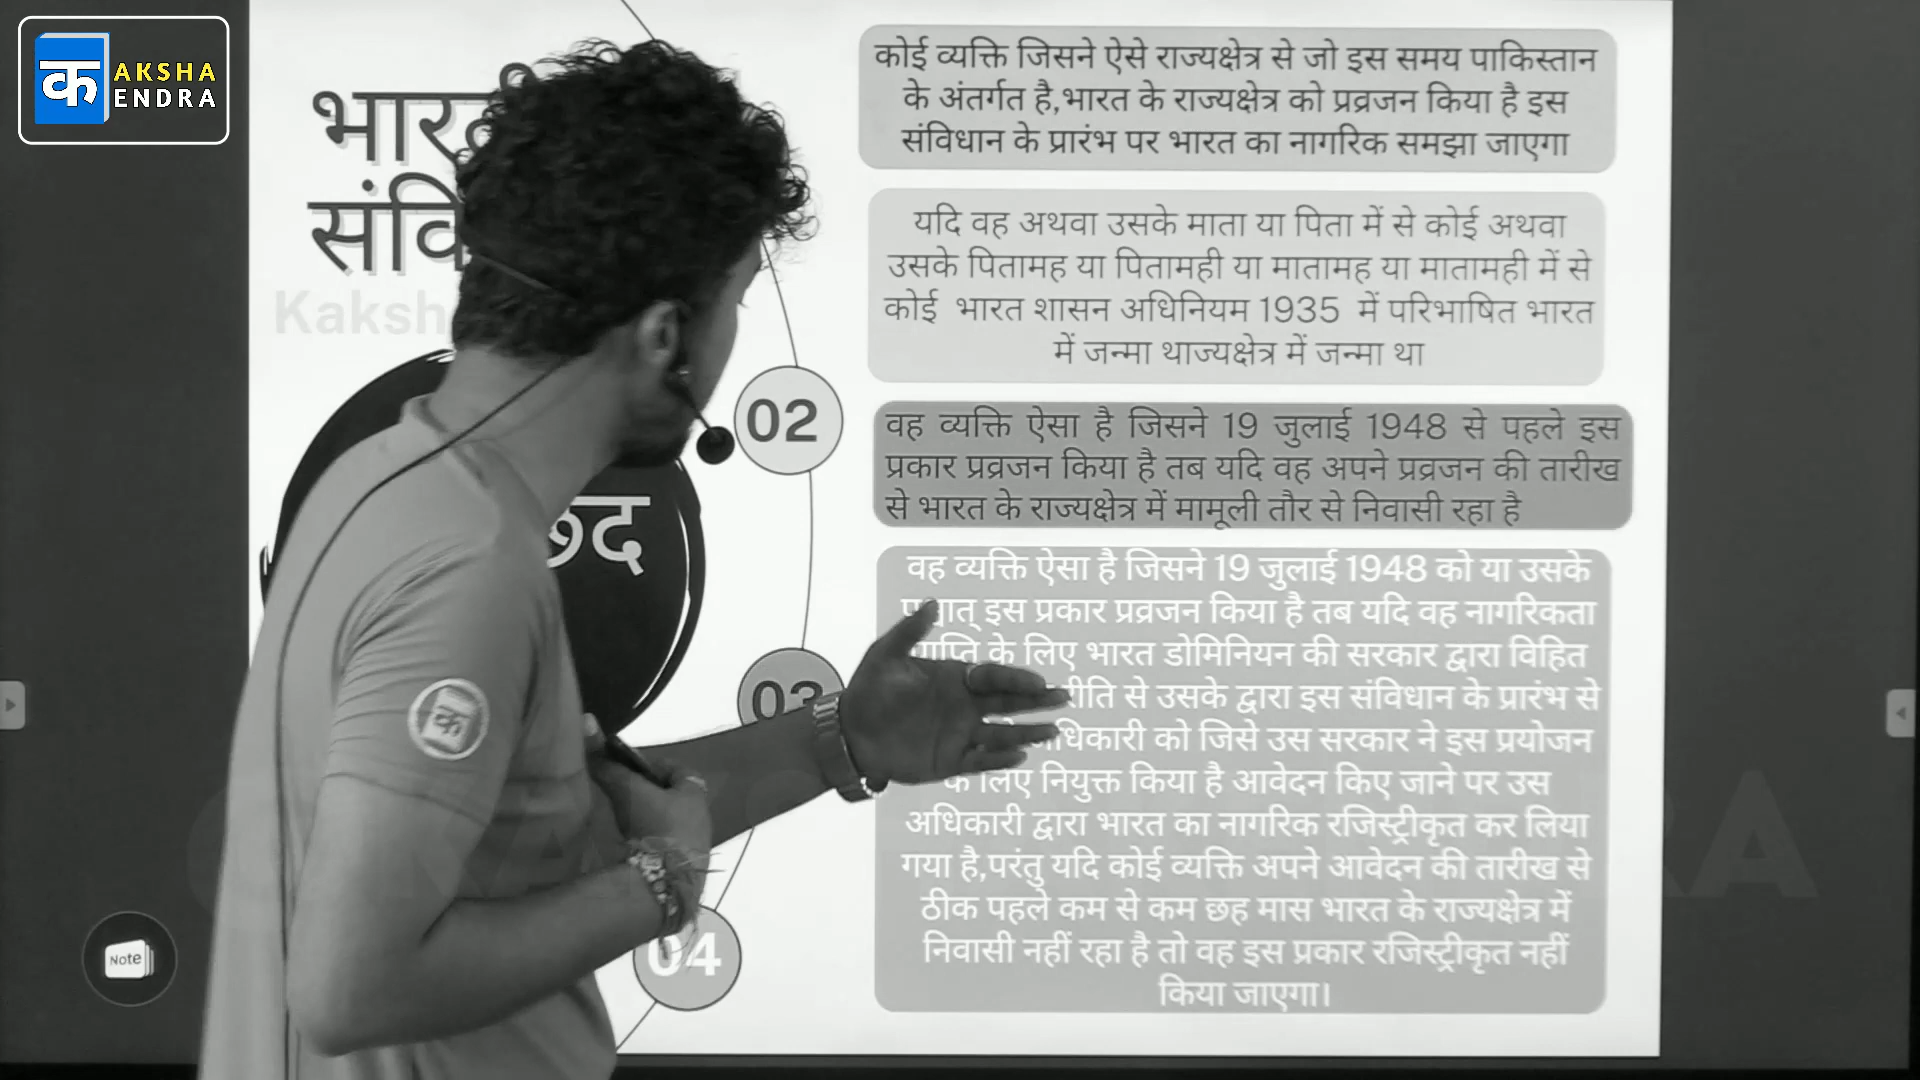 क
AKSHA
ENDRA
संवि
Kaksh
02
03
04
Note
क
कोई व्यक्ति जिसने ऐसे राज्यक्षेत्र से जो इस समय पाकिस्तान
के अंतर्गत है,भारत के राज्यक्षेत्र को प्रव्रजन किया है इस
संविधान के प्रारंभ पर भारत का नागरिक समझा जाएगा
यदि वह अथवा उसके माता या पिता में से कोई अथवा
उसके पितामह या पितामही या मातामह या मातामही में से
कोई भारत शासन अधिनियम 1935 में परिभाषित भारत
में जन्मा थाज्यक्षेत्र में जन्मा था
वह व्यक्ति ऐसा है जिसने 19 जुलाई 1948 से पहले इस
प्रकार प्रव्रजन किया है तब यदि वह अपने प्रव्रजन की तारीख
से भारत के राज्यक्षेत्र में मामूली तौर से निवासी रहा है
वह व्यक्ति ऐसा है जिसने 19 जुलाई 1948 को या उसके
इस प्रकार प्रव्रजन किया है तब यदि वह नागरिकता
के लिए भारत डोमिनियन की सरकार द्वारा विहित
रीति से उसके द्वारा इस संविधान के प्रारंभ से
को जिसे उस सरकार ने इस प्रयोजन
के लिए नियुक्त किया है आवेदन किए जाने पर उस
अधिकारी द्वारा भारत का नागरिक रजिस्ट्रीकृत कर लिया
गया है,परंतु यदि कोई व्यक्ति अपने आवेदन की तारीख से
ठीक पहले कम से कम छह मास भारत के राज्यक्षेत्र में
निवासी नहीं रहा है तो वह इस प्रकार रजिस्ट्रीकृत नहीं
किया जाएगा।